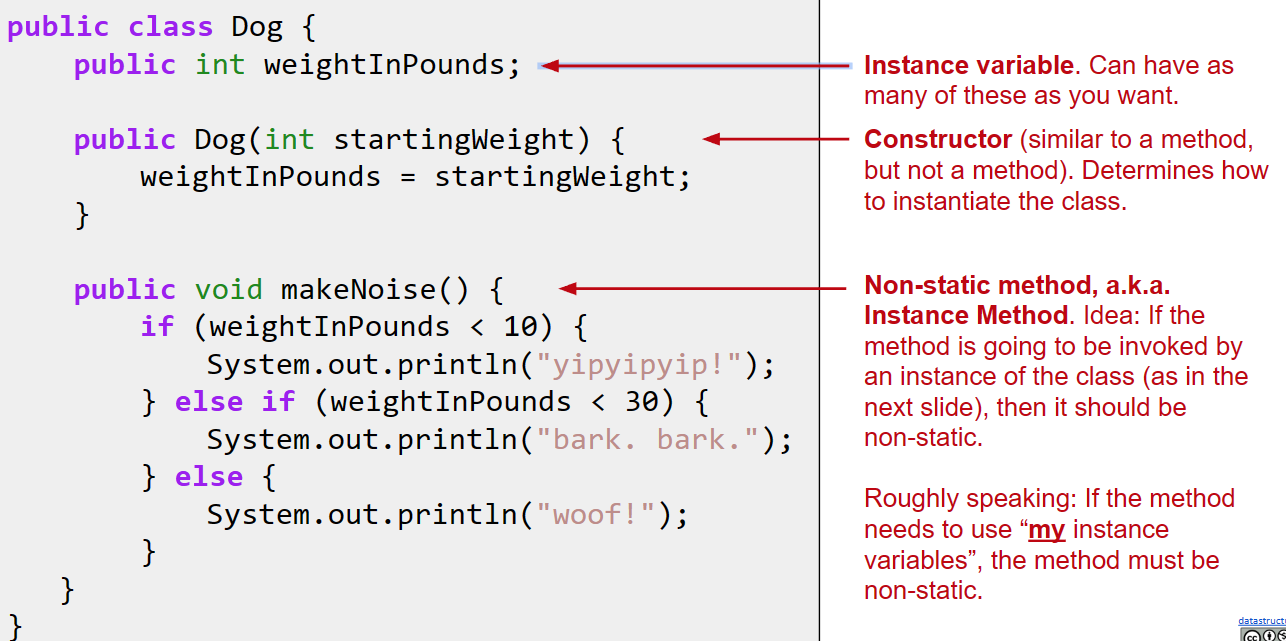 public class Dog {
public int weightInPounds;
public Dog(int startingWeight) {
weightInPounds = startingWeight;
}
public void makeNoise() {
if (weightInPounds < 10) {
System.out.println("yipyipyip!");
} else if (weightInPounds < 30) {
System.out.println("bark. bark.");
} else {
System.out.println("woof!");
}
}
}
Instance variable. Can have as
many of these as you want.
Constructor (similar to a method,
but not a method). Determines how
to instantiate the class.
Non-static method, a.k.a.
Instance Method. Idea: If the
method is going to be invoked by
an instance of the class (as in the
next slide), then it should be
non-static.
Roughly speaking: If the method
needs to use “my instance
variables”, the method must be
non-static.
datastruct